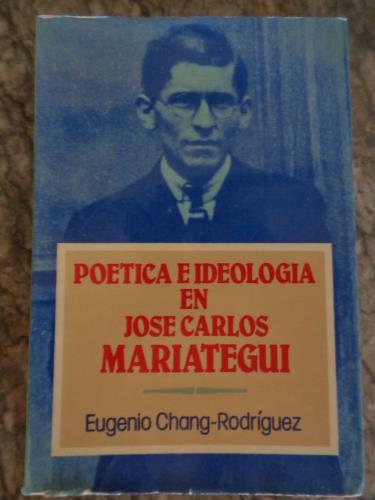 POETICA E IDEOLOGIA
EN
JOSE CARLOS
MARIATEGUI
Eugenio Chang-Rodríguez